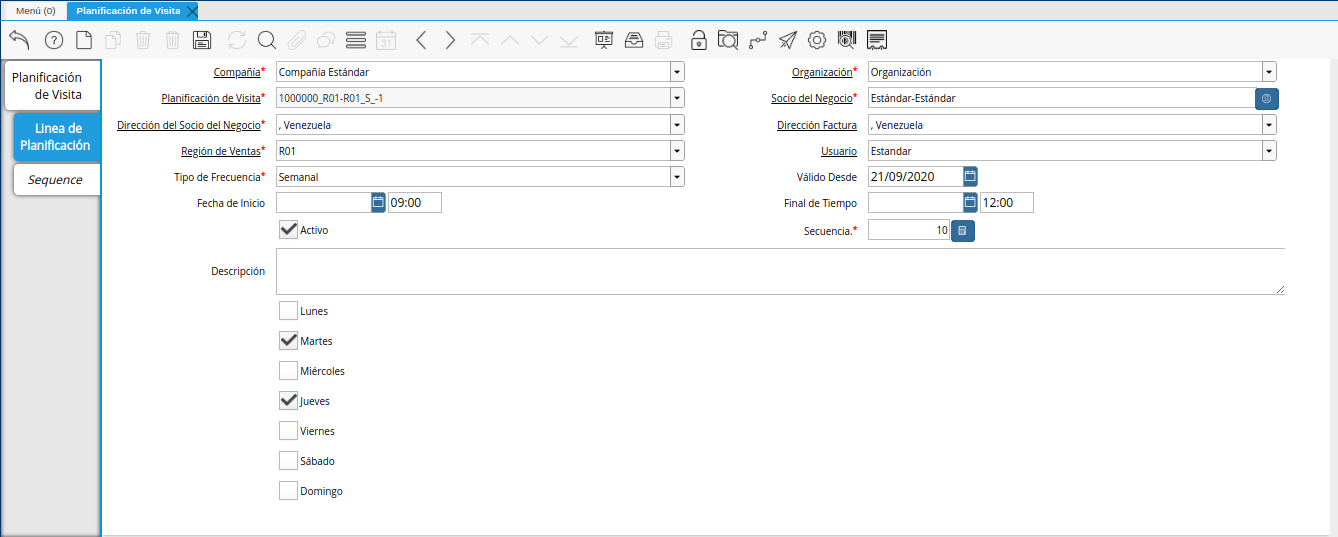 Menú (0)
Planificación de Visita
31
Planificación de Visita
Linea de Planificación
Sequence
Compañía* Compañía Estándar
Organización* Organización
Planificación de Visita* 1000000_R01-R01_S_-1
Socio del Negocio* Estándar-Estándar
Dirección del Socio del Negocio* , Venezuela
Dirección Factura , Venezuela
Región de Ventas* R01
Usuario Estandar
Tipo de Frecuencia* Semanal
Válido Desde 21/09/2020
Fecha de Inicio 09:00
Final de Tiempo 12:00
Activo
Secuencia.* 10
Descripción
Lunes
Martes
Miércoles
Jueves
Viernes
Sábado
Domingo